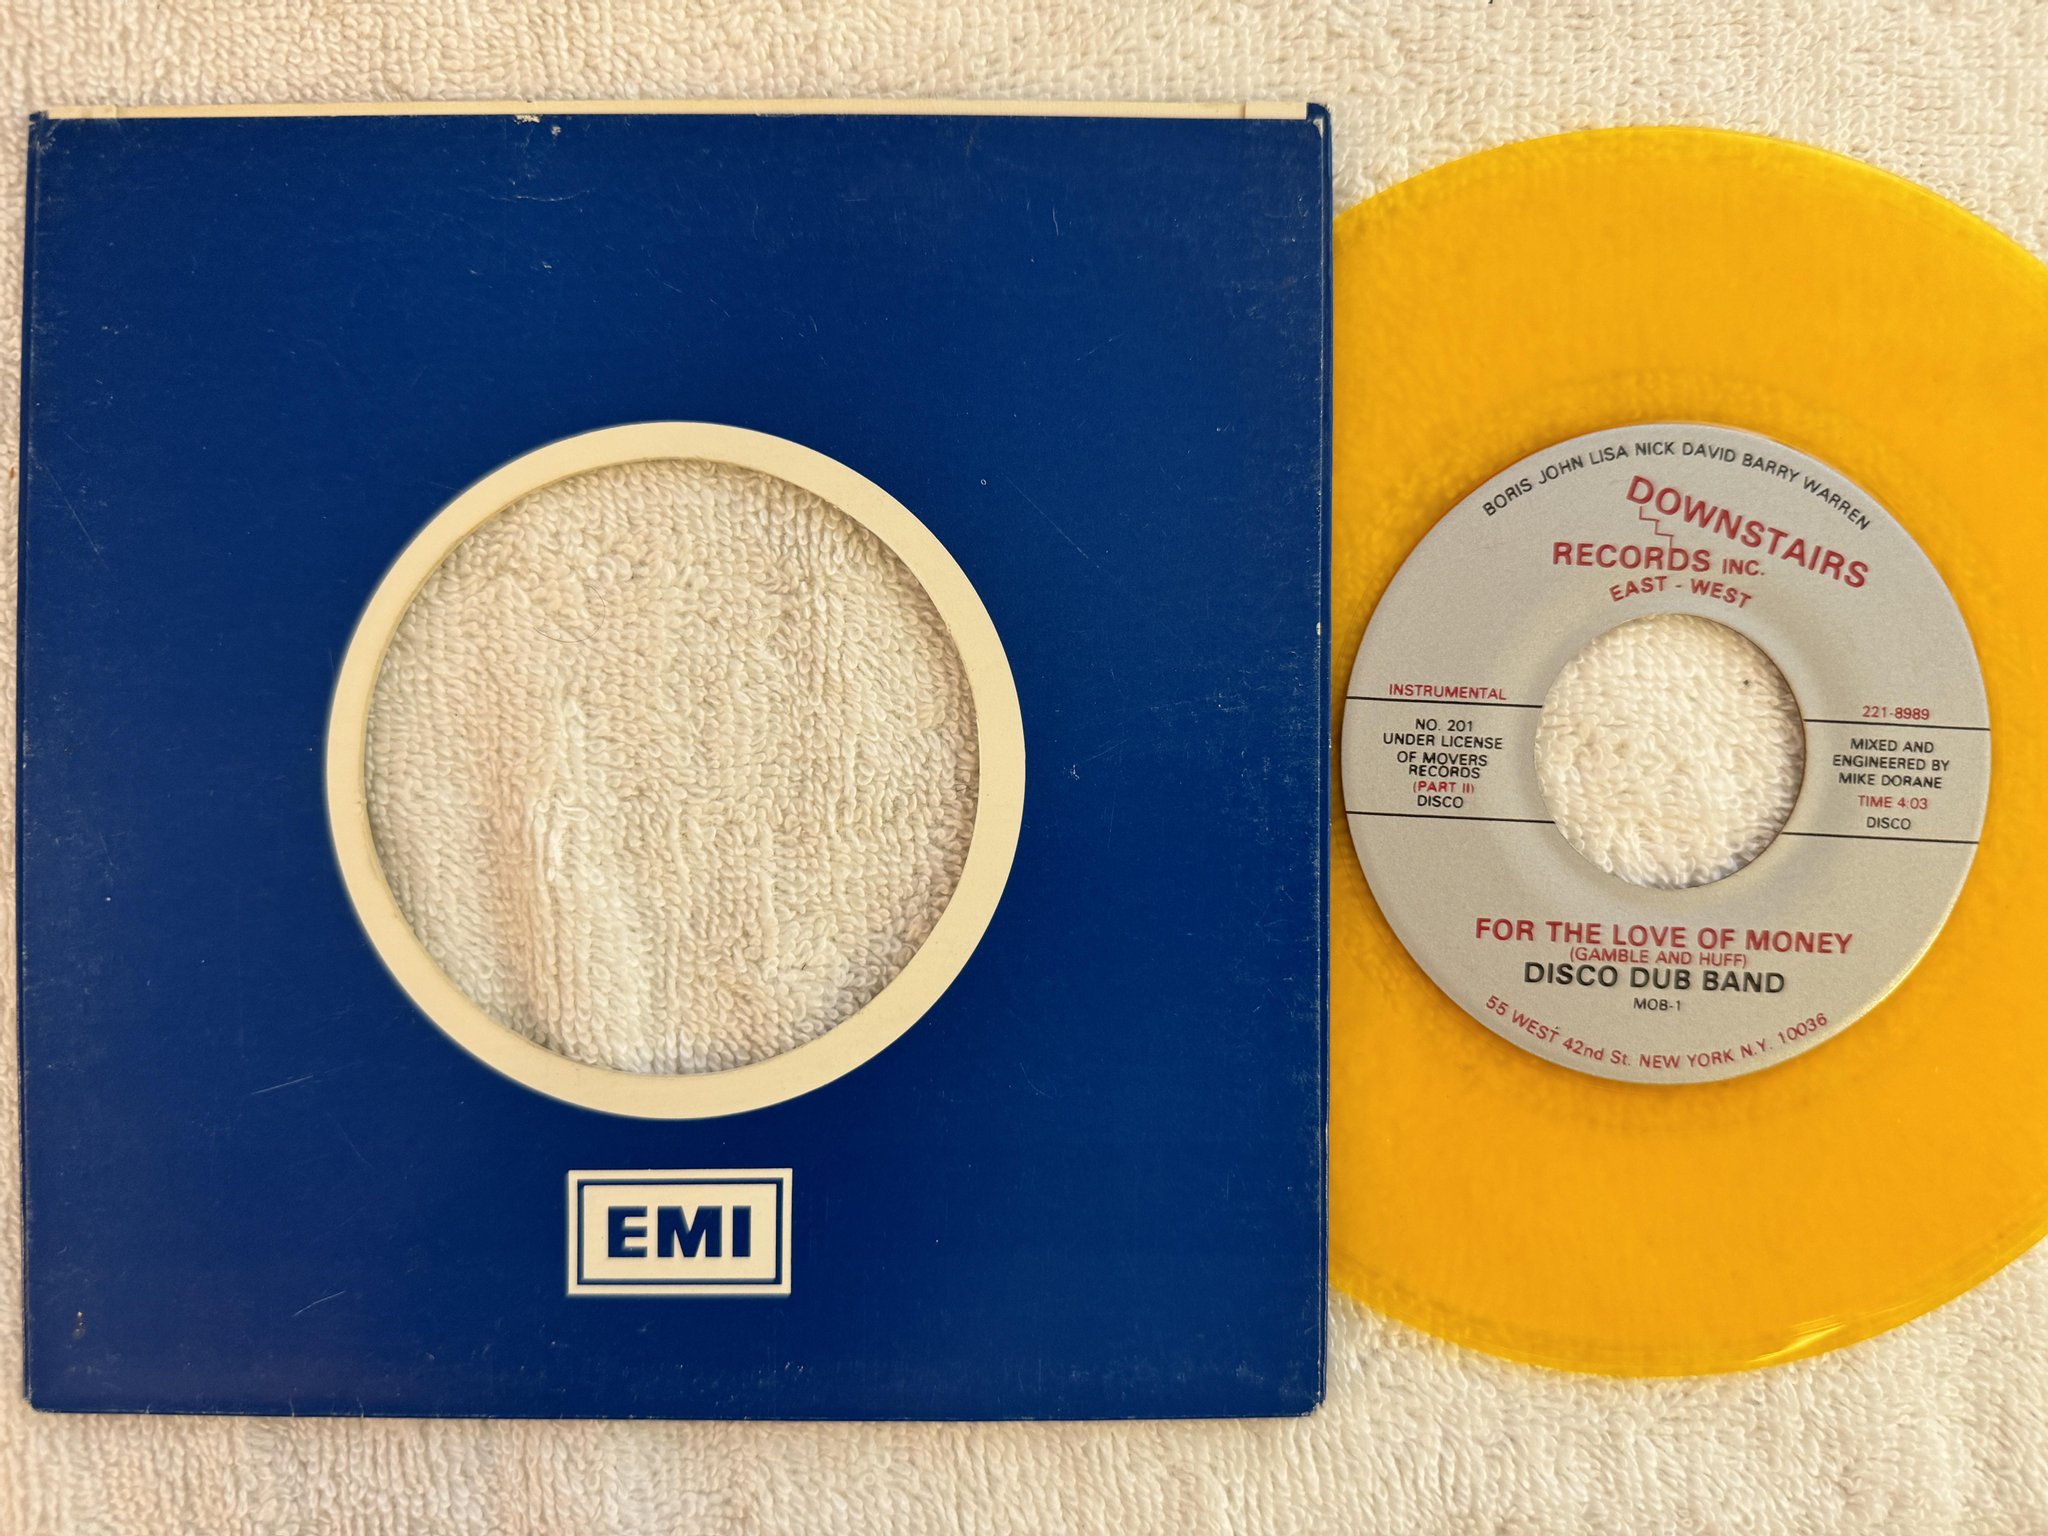 EMI
BORIS JOHN LISA NICK DAVID BARRY WARREN
DOWNSTAIRS
RECORDS INC.
EAST - WEST
INSTRUMENTAL
NO. 201
UNDER LICENSE
OF MOVERS
RECORDS
(PART II)
DISCO
221-8989
MIXED AND
ENGINEERED BY
MIKE DORANE
TIME 4:03
DISCO
FOR THE LOVE OF MONEY
(GAMBLE AND HUFF)
DISCO DUB BAND
MOB-1
55 WEST 42nd St. NEW YORK N.Y. 10036